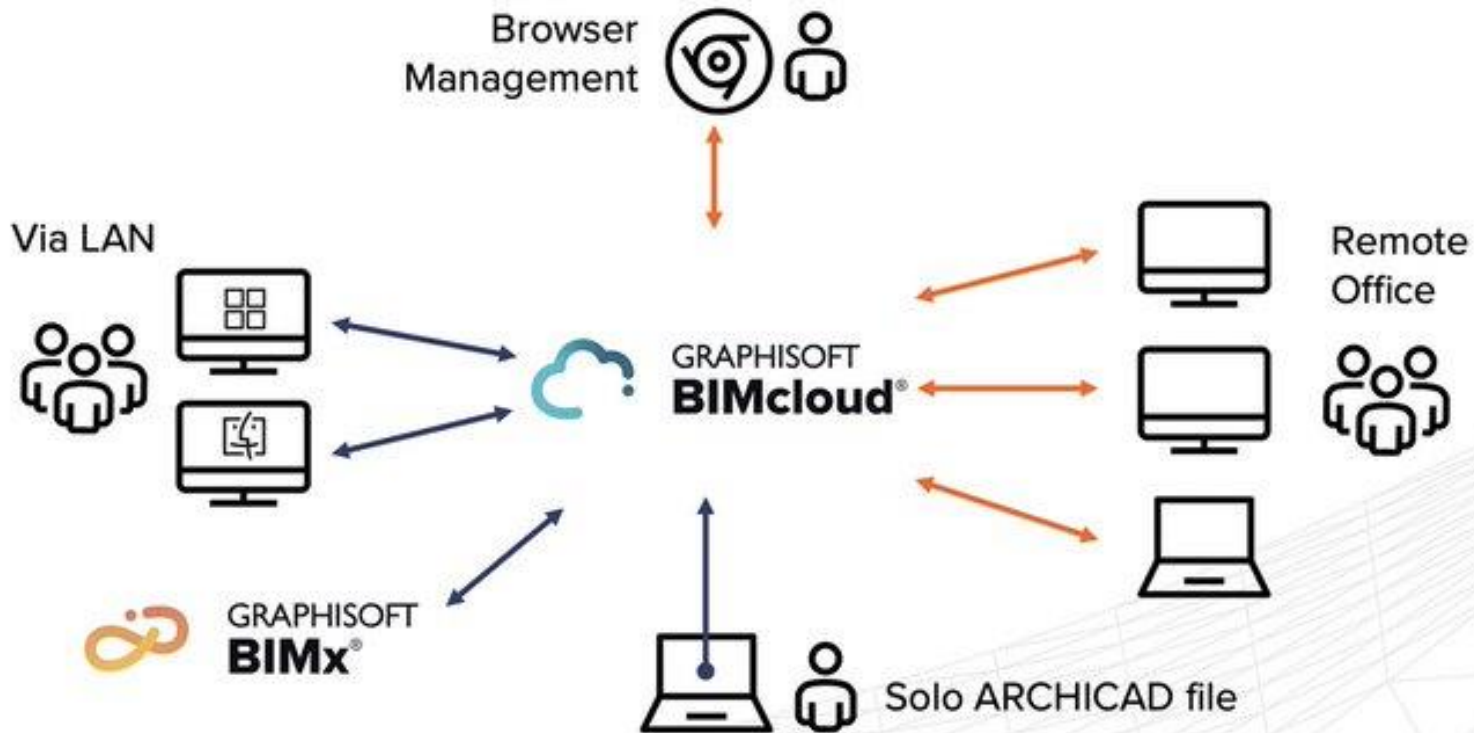 Browser
Management
Via LAN
Remote
Office
GRAPHISOFT
BIMcloud®
GRAPHISOFT
BIMx®
Solo ARCHICAD file